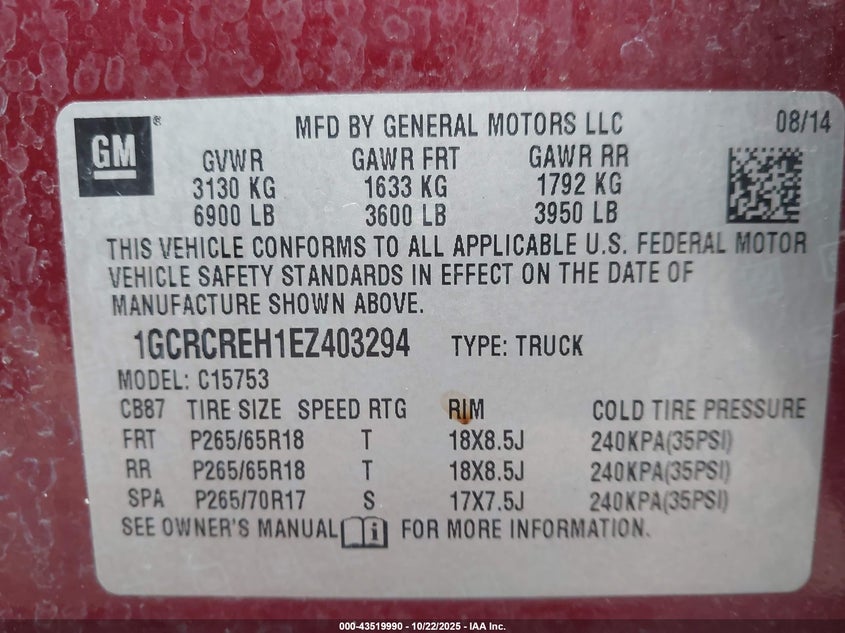 GM ®
MFD BY GENERAL MOTORS LLC 08/14
GVWR GAWR FRT GAWR RR
3130 KG 1633 KG 1792 KG
6900 LB 3600 LB 3950 LB
THIS VEHICLE CONFORMS TO ALL APPLICABLE U.S. FEDERAL MOTOR
VEHICLE SAFETY STANDARDS IN EFFECT ON THE DATE OF
MANUFACTURE SHOWN ABOVE.
1GCRCREH1EZ403294 TYPE: TRUCK
MODEL: C15753
CB87 TIRE SIZE SPEED RTG RIM COLD TIRE PRESSURE
FRT P265/65R18 T 18X8.5J 240KPA(35PSI)
RR P265/65R18 T 18X8.5J 240KPA(35PSI)
SPA P265/70R17 S 17X7.5J 240KPA(35PSI)
SEE OWNER'S MANUAL i FOR MORE INFORMATION.
000-43519990 - 10/22/2025 - IAA Inc.